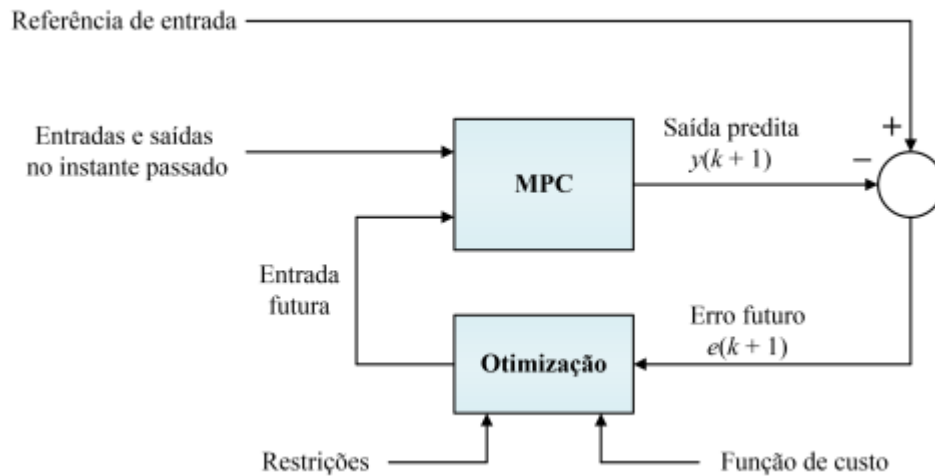 Referência de entrada
Entradas e saídas
no instante passado
MPC
Saída predita
y(k + 1)
+
−
Entrada
futura
Otimização
Erro futuro
e(k + 1)
Restrições
Função de custo